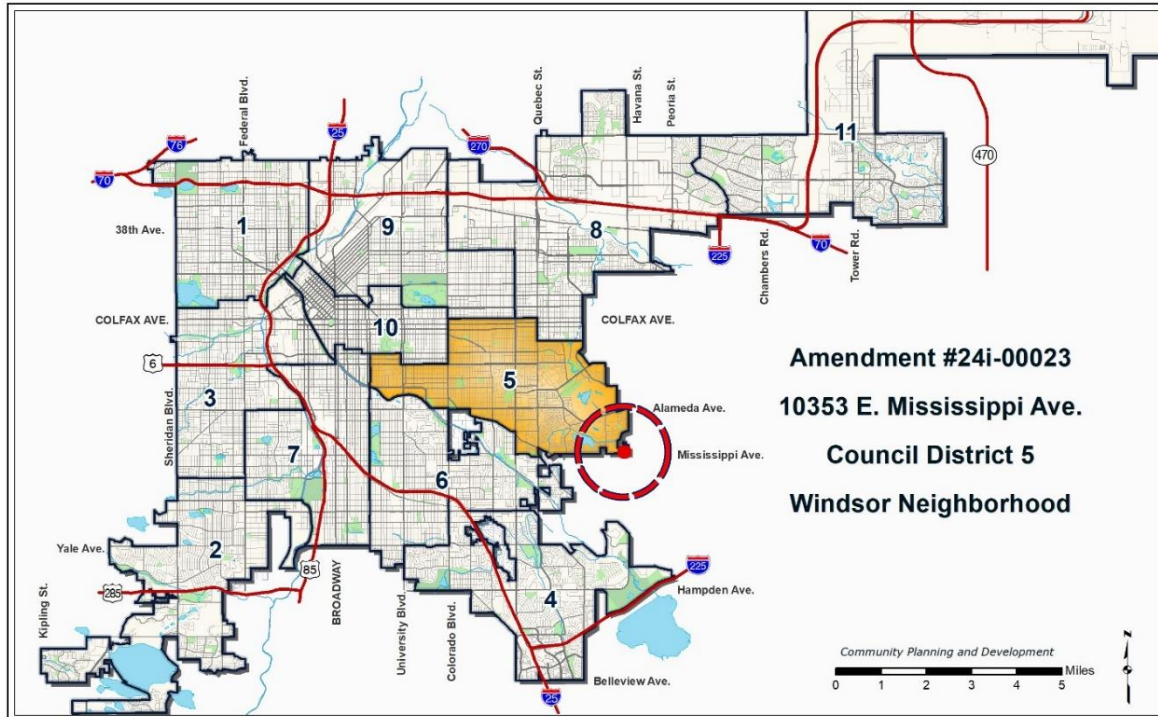 Federal Blvd.
25
Quebec St.
Havana St.
Peoria St.
11
76
270
470
70
1
9
8
38th Ave.
225
Chambers Rd.
70
Tower Rd.
COLFAX AVE.
10
COLFAX AVE.
6
5
Amendment #24i-00023
3
Alameda Ave.
10353 E. Mississippi Ave.
Sheridan Blvd.
7
Mississippi Ave.
Council District 5
6
Windsor Neighborhood
Yale Ave.
2
85
225
285
BROADWAY
4
Hampden Ave.
Kipling St.
University Blvd.
Colorado Blvd.
Community Planning and Development
N
Miles
Belleview Ave.
0 1 2 3 4 5
25